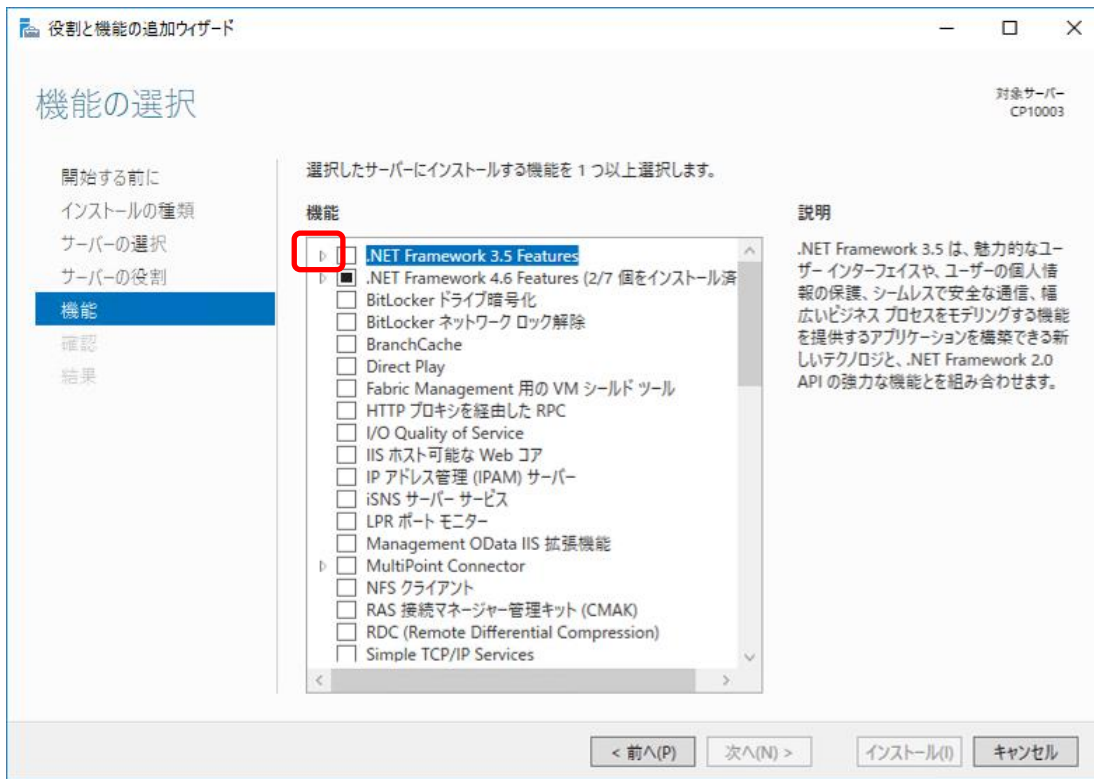 役割と機能の追加ウィザード
機能の選択
対象サーバー
CP10003
開始する前に
インストールの種類
サーバーの選択
サーバーの役割
機能
確認
結果
選択したサーバーにインストールする機能を 1 つ以上選択します。
機能
.NET Framework 3.5 Features
.NET Framework 4.6 Features (2/7 個をインストール済
BitLocker ドライブ暗号化
BitLocker ネットワーク ロック解除
BranchCache
Direct Play
Fabric Management 用の VM シールド ツール
HTTP プロキシを経由した RPC
I/O Quality of Service
IIS ホスト可能な Web コア
IP アドレス管理 (IPAM) サーバー
iSNS サーバー サービス
LPR ポート モニター
Management OData IIS 拡張機能
MultiPoint Connector
NFS クライアント
RAS 接続マネージャー管理キット (CMAK)
RDC (Remote Differential Compression)
Simple TCP/IP Services
説明
.NET Framework 3.5 は、魅力的なユー
ザー インターフェイスや、ユーザーの個人情
報の保護、シームレスで安全な通信、幅
広いビジネス プロセスをモデリングする機能
を提供するアプリケーションを構築できる新
しいテクノロジと、.NET Framework 2.0
API の強力な機能とを組み合わせます。
< 前へ(P)
次へ(N) >
インストール(I)
キャンセル